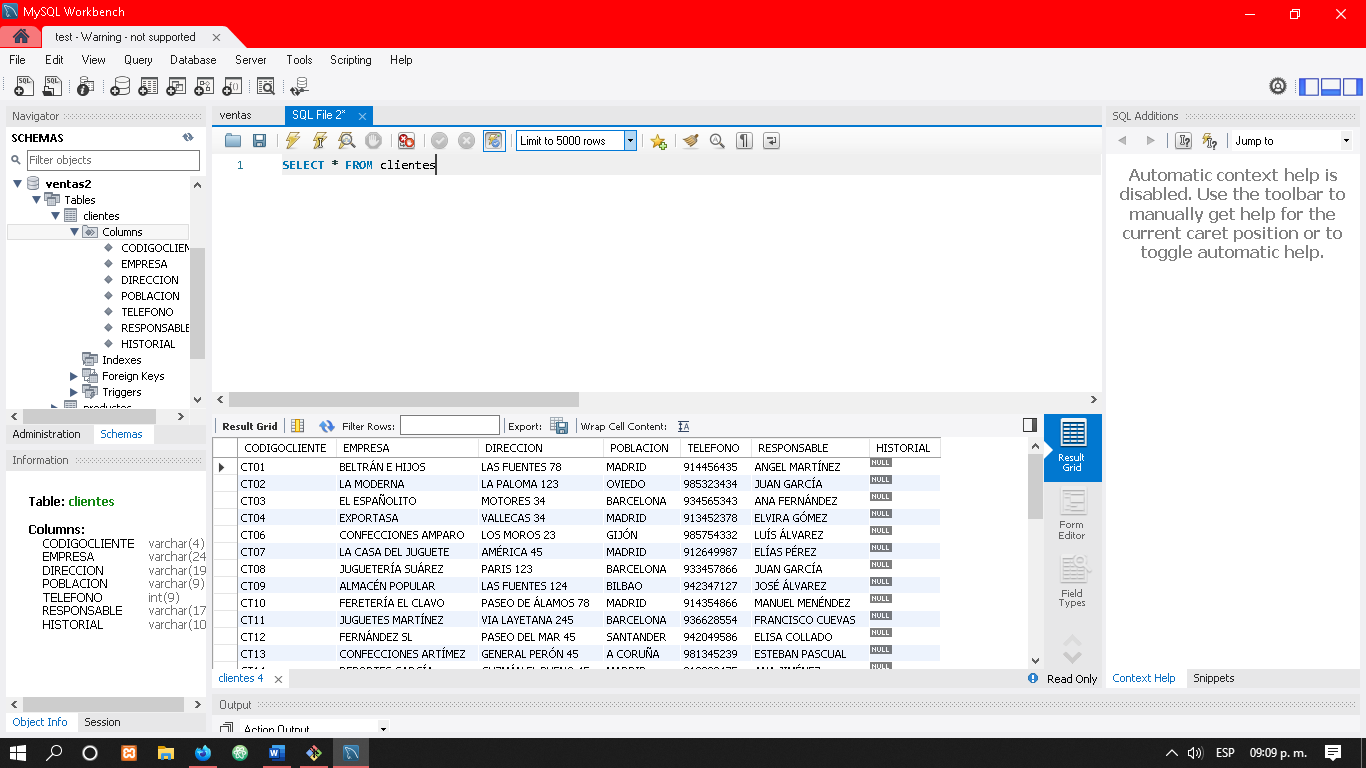 MySQL Workbench
test - Warning - not supported
File Edit View Query Database Server Tools Scripting Help
Navigator
SCHEMAS
Filter objects
ventas2
Tables
clientes
Columns
CODIGOCLIEN
EMPRESA
DIRECCION
POBLACION
TELEFONO
RESPONSABLE
HISTORIAL
Indexes
Foreign Keys
Triggers
productos
Administration Schemas
Information
Table: clientes
Columns:
CODIGOCLIENTE varchar(4)
EMPRESA varchar(24
DIRECCION varchar(19
POBLACION varchar(9)
TELEFONO int(9)
RESPONSABLE varchar(17
HISTORIAL varchar(10
Object Info Session
ventas SQL File 2*
Limit to 5000 rows
1 SELECT * FROM clientes
Result Grid Filter Rows: Export: Wrap Cell Content:
CODIGOCLIENTE EMPRESA DIRECCION POBLACION TELEFONO RESPONSABLE HISTORIAL
CT01 BELTRÁN E HIJOS LAS FUENTES 78 MADRID 914456435 ANGEL MARTÍNEZ NULL
CT02 LA MODERNA LA PALOMA 123 OVIEDO 985323434 JUAN GARCÍA NULL
CT03 EL ESPAÑOLITO MOTORES 34 BARCELONA 934565343 ANA FERNÁNDEZ NULL
CT04 EXPORTASA VALLECAS 34 MADRID 913452378 ELVIRA GÓMEZ NULL
CT06 CONFECCIONES AMPARO LOS MOROS 23 GIJÓN 985754332 LUÍS ÁLVAREZ NULL
CT07 LA CASA DEL JUGUETE AMÉRICA 45 MADRID 912649987 ELÍAS PÉREZ NULL
CT08 JUGUETERÍA SUÁREZ PARIS 123 BARCELONA 933457866 JUAN GARCÍA NULL
CT09 ALMACÉN POPULAR LAS FUENTES 124 BILBAO 942347127 JOSÉ ÁLVAREZ NULL
CT10 FERETERÍA EL CLAVO PASEO DE ÁLAMOS 78 MADRID 914354866 MANUEL MENÉNDEZ NULL
CT11 JUGUETES MARTÍNEZ VIA LAYETANA 245 BARCELONA 936628554 FRANCISCO CUEVAS NULL
CT12 FERNÁNDEZ SL PASEO DEL MAR 45 SANTANDER 942049586 ELISA COLLADO NULL
CT13 CONFECCIONES ARTÍMEZ GENERAL PERÓN 45 A CORUÑA 981345239 ESTEBAN PASCUAL NULL
DEPORTES GARCÍA MADRID ANA JIMÉNEZ NULL
Result
Grid
Form
Editor
Field
Types
clientes 4
Read Only
Output
Action Output
SQL Additions
Jump to
Automatic context help is
disabled. Use the toolbar to
manually get help for the
current caret position or to
toggle automatic help.
Context Help Snippets
ESP 09:09 p. m.